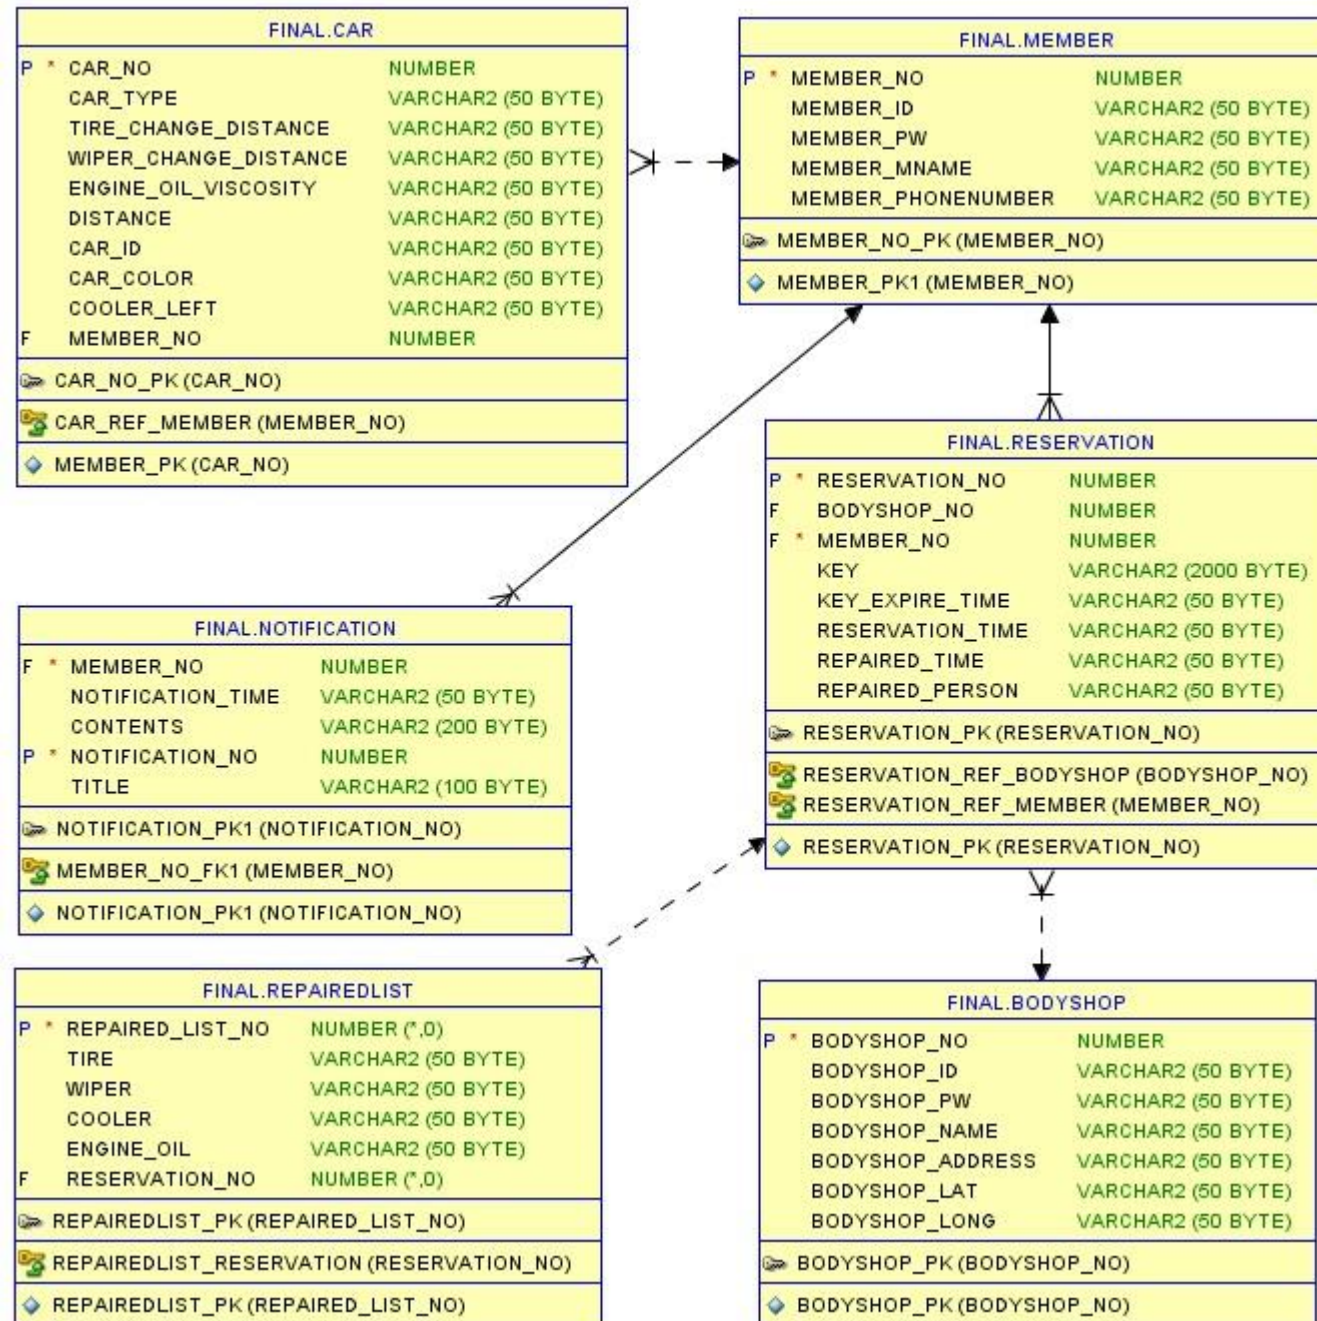 FINAL.CAR
P * CAR_NO NUMBER
CAR_TYPE VARCHAR2 (50 BYTE)
TIRE_CHANGE_DISTANCE VARCHAR2 (50 BYTE)
WIPER_CHANGE_DISTANCE VARCHAR2 (50 BYTE)
ENGINE_OIL_VISCOSITY VARCHAR2 (50 BYTE)
DISTANCE VARCHAR2 (50 BYTE)
CAR_ID VARCHAR2 (50 BYTE)
CAR_COLOR VARCHAR2 (50 BYTE)
COOLER_LEFT VARCHAR2 (50 BYTE)
F MEMBER_NO NUMBER
CAR_NO_PK (CAR_NO)
CAR_REF_MEMBER (MEMBER_NO)
MEMBER_PK (CAR_NO)
FINAL.MEMBER
P * MEMBER_NO NUMBER
MEMBER_ID VARCHAR2 (50 BYTE)
MEMBER_PW VARCHAR2 (50 BYTE)
MEMBER_MNAME VARCHAR2 (50 BYTE)
MEMBER_PHONENUMBER VARCHAR2 (50 BYTE)
MEMBER_NO_PK (MEMBER_NO)
MEMBER_PK1 (MEMBER_NO)
FINAL.RESERVATION
P * RESERVATION_NO NUMBER
F BODYSHOP_NO NUMBER
F * MEMBER_NO NUMBER
KEY VARCHAR2 (2000 BYTE)
KEY_EXPIRE_TIME VARCHAR2 (50 BYTE)
RESERVATION_TIME VARCHAR2 (50 BYTE)
REPAIRED_TIME VARCHAR2 (50 BYTE)
REPAIRED_PERSON VARCHAR2 (50 BYTE)
RESERVATION_PK (RESERVATION_NO)
RESERVATION_REF_BODYSHOP (BODYSHOP_NO)
RESERVATION_REF_MEMBER (MEMBER_NO)
RESERVATION_PK (RESERVATION_NO)
FINAL.NOTIFICATION
F * MEMBER_NO NUMBER
NOTIFICATION_TIME VARCHAR2 (50 BYTE)
CONTENTS VARCHAR2 (200 BYTE)
P * NOTIFICATION_NO NUMBER
TITLE VARCHAR2 (100 BYTE)
NOTIFICATION_PK1 (NOTIFICATION_NO)
MEMBER_NO_FK1 (MEMBER_NO)
NOTIFICATION_PK1 (NOTIFICATION_NO)
FINAL.REPAIREDLIST
P * REPAIRED_LIST_NO NUMBER (*,0)
TIRE VARCHAR2 (50 BYTE)
WIPER VARCHAR2 (50 BYTE)
COOLER VARCHAR2 (50 BYTE)
ENGINE_OIL VARCHAR2 (50 BYTE)
F RESERVATION_NO NUMBER (*,0)
REPAIREDLIST_PK (REPAIRED_LIST_NO)
REPAIREDLIST_RESERVATION (RESERVATION_NO)
REPAIREDLIST_PK (REPAIRED_LIST_NO)
FINAL.BODYSHOP
P * BODYSHOP_NO NUMBER
BODYSHOP_ID VARCHAR2 (50 BYTE)
BODYSHOP_PW VARCHAR2 (50 BYTE)
BODYSHOP_NAME VARCHAR2 (50 BYTE)
BODYSHOP_ADDRESS VARCHAR2 (50 BYTE)
BODYSHOP_LAT VARCHAR2 (50 BYTE)
BODYSHOP_LONG VARCHAR2 (50 BYTE)
BODYSHOP_PK (BODYSHOP_NO)
BODYSHOP_PK (BODYSHOP_NO)